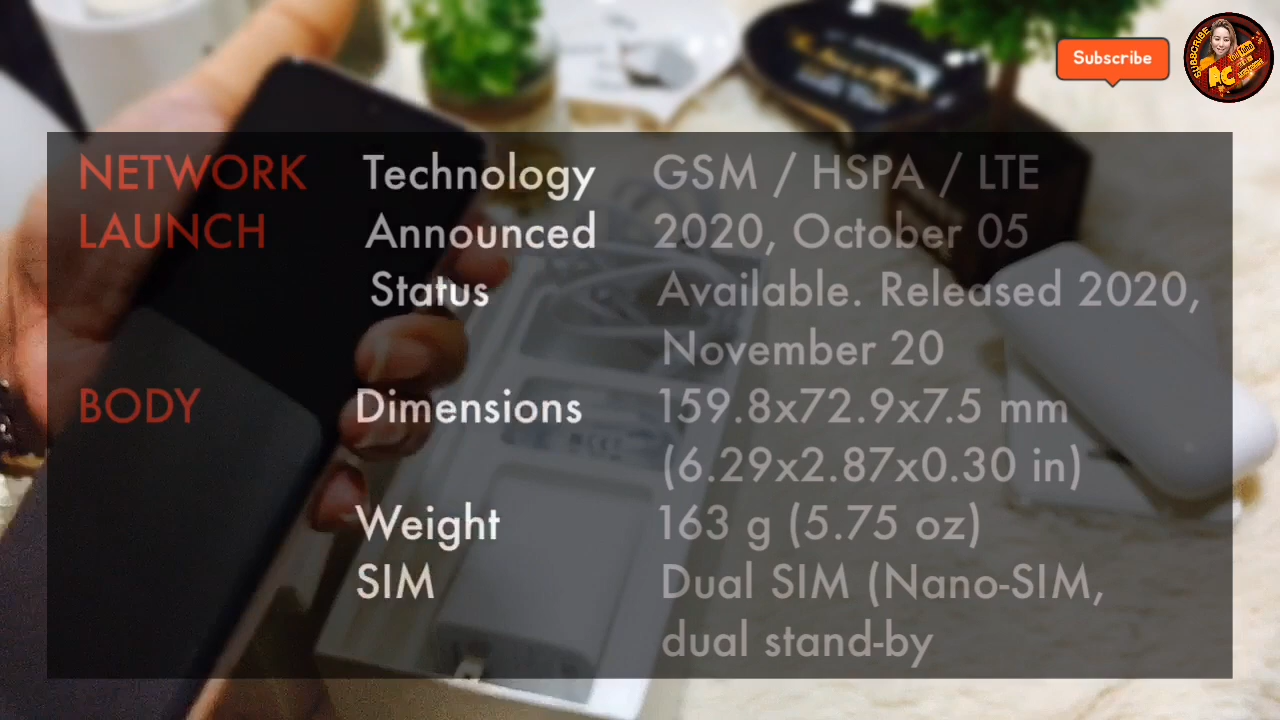 Subscribe
SUBSCRIBE
AC
NETWORK Technology GSM / HSPA / LTE
LAUNCH Announced 2020, October 05
Status Available. Released 2020,
November 20
BODY Dimensions 159.8x72.9x7.5 mm
(6.29x2.87x0.30 in)
Weight 163 g (5.75 oz)
SIM Dual SIM (Nano-SIM,
dual stand-by